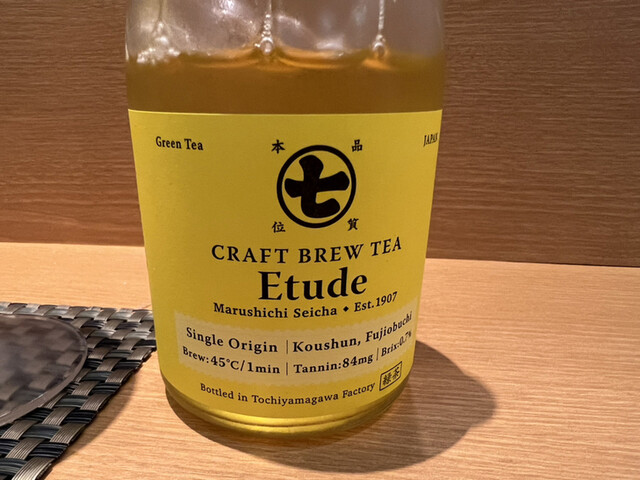 Green Tea
本 品
JAPAN
七
位 質
CRAFT BREW TEA
Etude
Marushichi Seicha • Est.1907
Single Origin | Koushun, Fujiobuchi
Brew:45℃/1min | Tannin:84mg | Brix:0.7%
Bottled in Tochiyamagawa Factory
緑茶